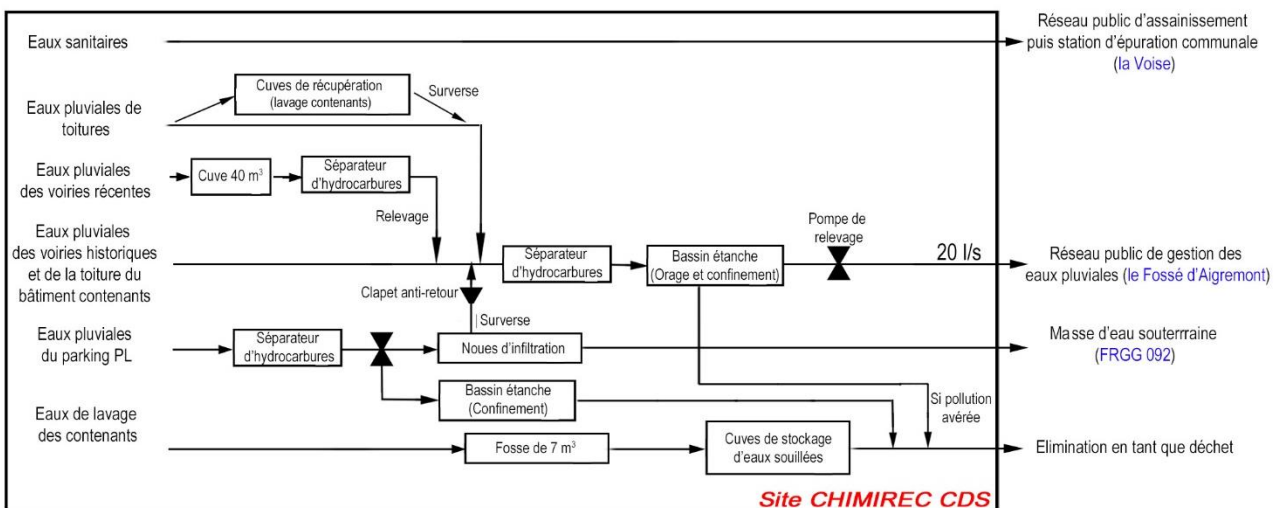 Eaux sanitaires
Réseau public d'assainissement
puis station d'épuration communale
(la Voise)
Cuves de récupération
(lavage contenants)
Surverse
Eaux pluviales de
toitures
Eaux pluviales
des voiries récentes
Cuve 40 m³
Séparateur
d'hydrocarbures
Relevage
Eaux pluviales
des voiries historiques
et de la toiture du
bâtiment contenants
Séparateur
d'hydrocarbures
Bassin étanche
(Orage et confinement)
Pompe de
relevage
20 l/s
Réseau public de gestion des
eaux pluviales (le Fossé d'Aigremont)
Clapet anti-retour
Surverse
Eaux pluviales
du parking PL
Séparateur
d'hydrocarbures
Noues d'infiltration
Masse d'eau souterrraine
(FRGG 092)
Bassin étanche
(Confinement)
Si pollution
avérée
Eaux de lavage
des contenants
Fosse de 7 m³
Cuves de stockage
d'eaux souillées
Elimination en tant que déchet
Site CHIMIREC CDS